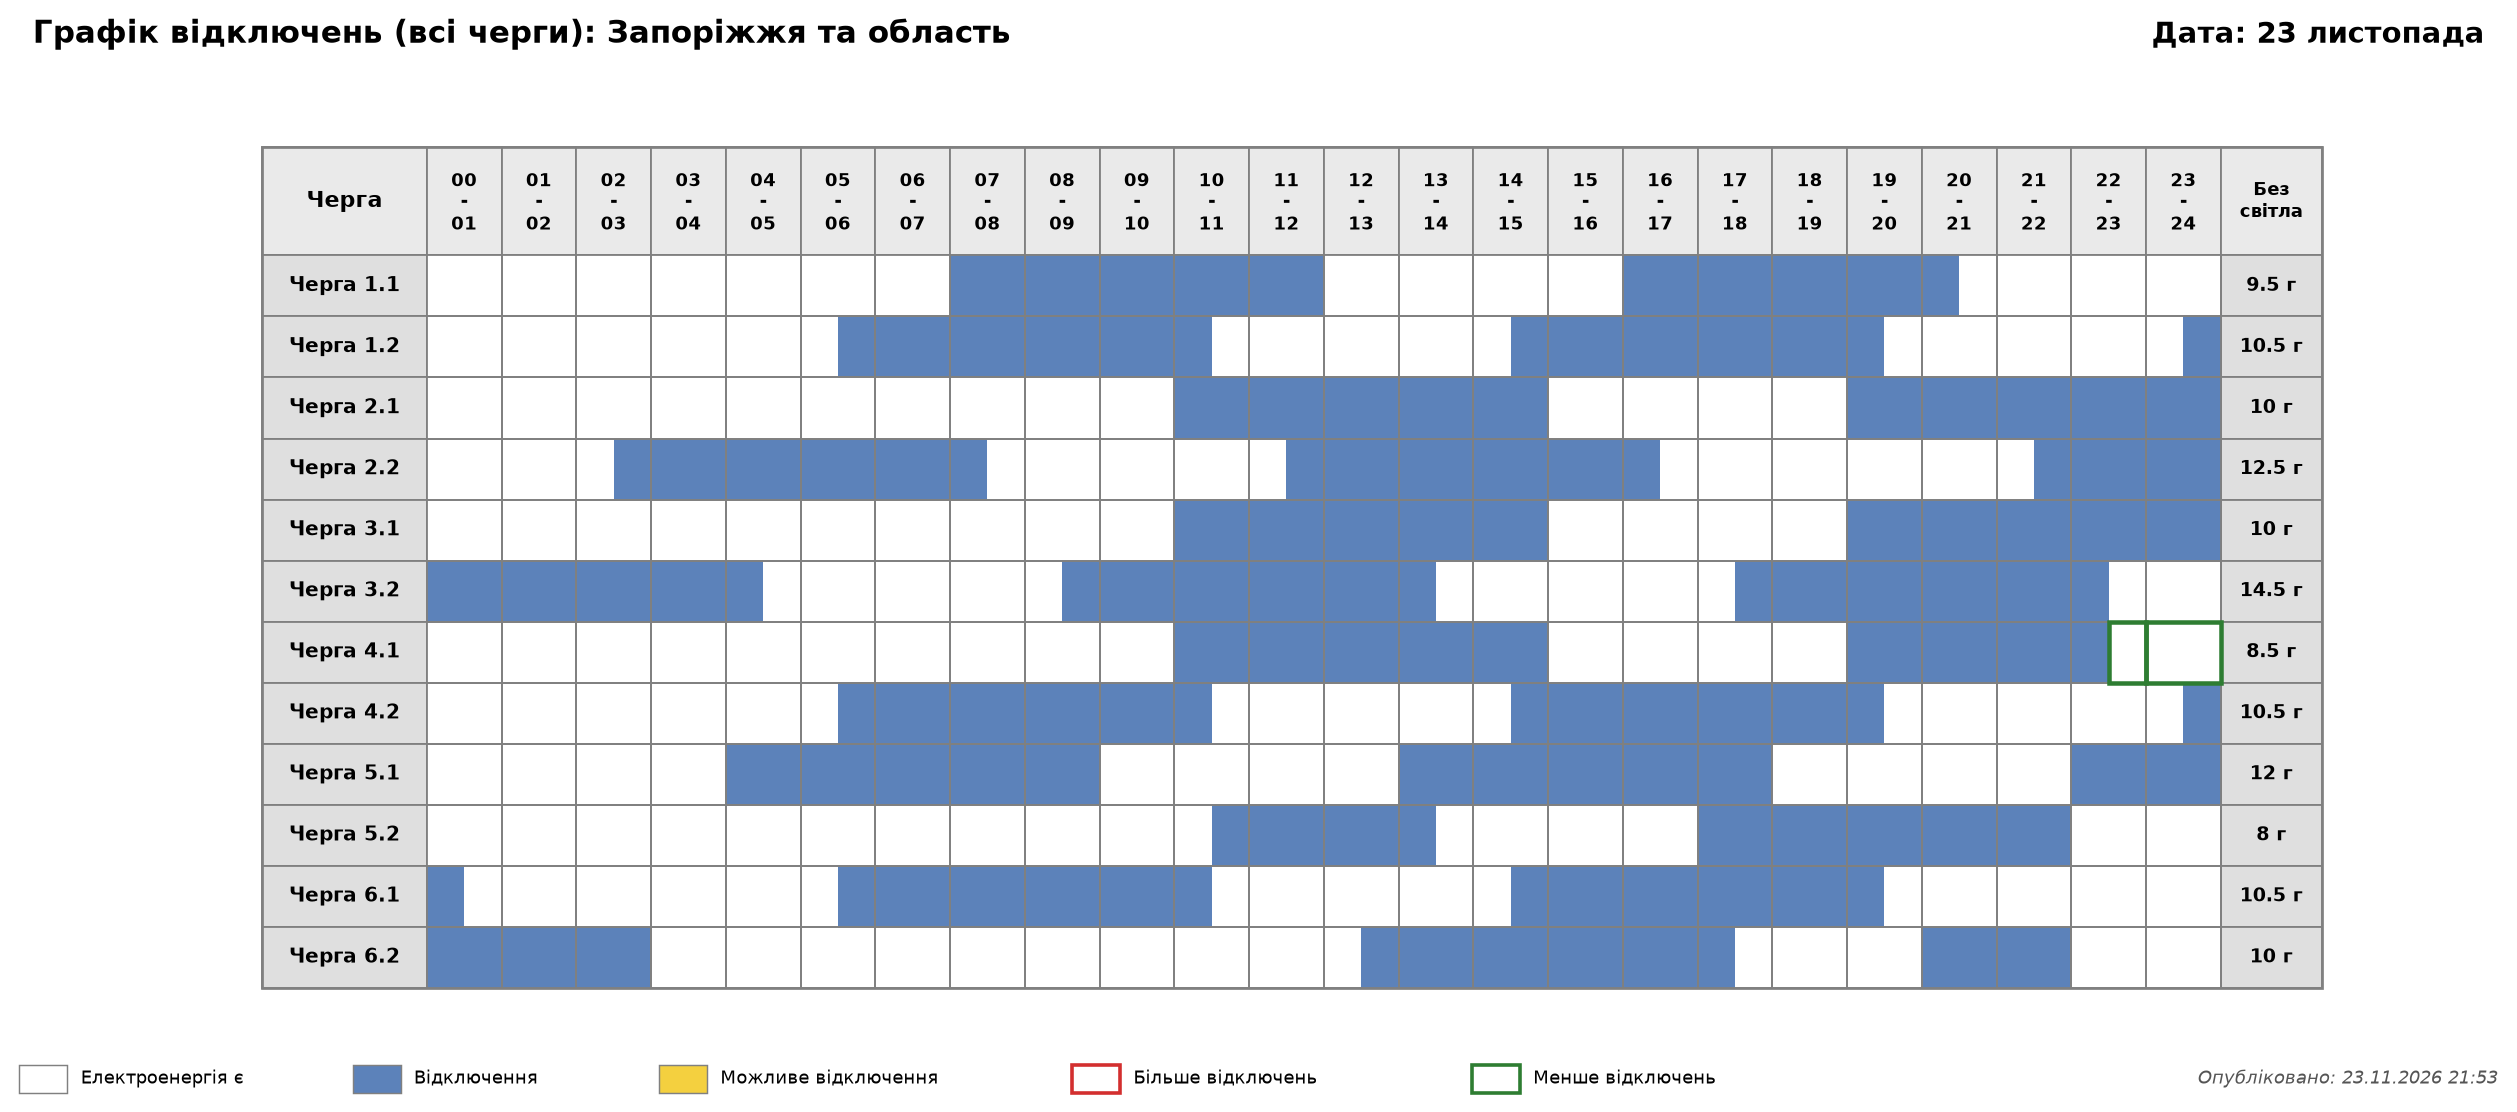 Графік відключень (всі черги): Запоріжжя та область
Дата: 23 листопада
Черга 00 - 01 01 - 02 02 - 03 03 - 04 04 - 05 05 - 06 06 - 07 07 - 08 08 - 09 09 - 10 10 - 11 11 - 12 12 - 13 13 - 14 14 - 15 15 - 16 16 - 17 17 - 18 18 - 19 19 - 20 20 - 21 21 - 22 22 - 23 23 - 24 Без світла
Черга 1.1 9.5 г
Черга 1.2 10.5 г
Черга 2.1 10 г
Черга 2.2 12.5 г
Черга 3.1 10 г
Черга 3.2 14.5 г
Черга 4.1 8.5 г
Черга 4.2 10.5 г
Черга 5.1 12 г
Черга 5.2 8 г
Черга 6.1 10.5 г
Черга 6.2 10 г
Електроенергія є
Відключення
Можливе відключення
Більше відключень
Менше відключень
Опубліковано: 23.11.2026 21:53